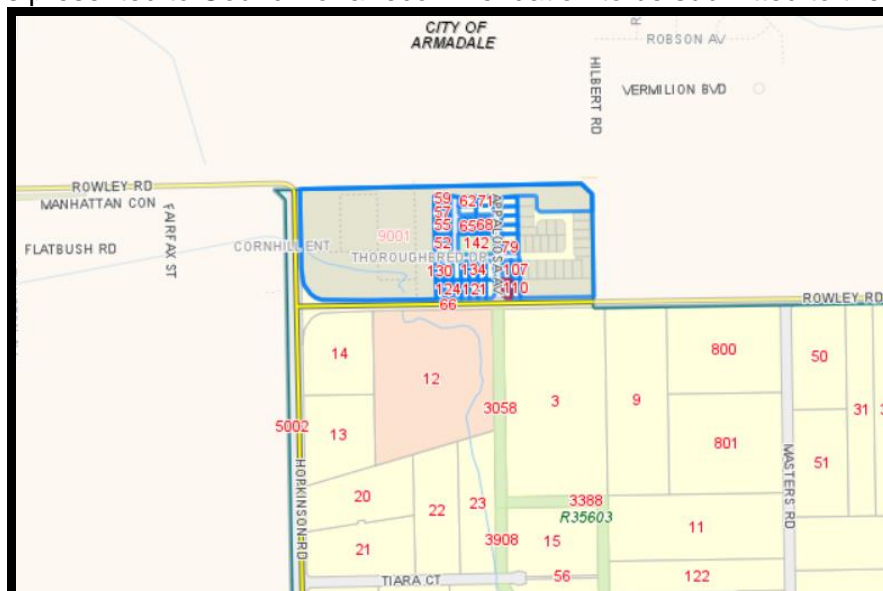 CITY OF
ARMADALE
ROBSON AV
HILBERT RD
VERMILION BVD
ROWLEY RD
MANHATTAN CON
FAIRFAX ST
FLATBUSH RD
CORNHILL ENT
9001
THOROUGHBRED DR
APPALOOSA AV
59
62
71
57
55
65
68
52
142
79
130
134
107
124
121
110
66
ROWLEY RD
14
12
3
9
800
50
31
5002
13
3058
801
51
HOPKINSON RD
MASTERS RD
20
22
23
3388
R35603
21
3908
15
11
TIARA CT
56
122